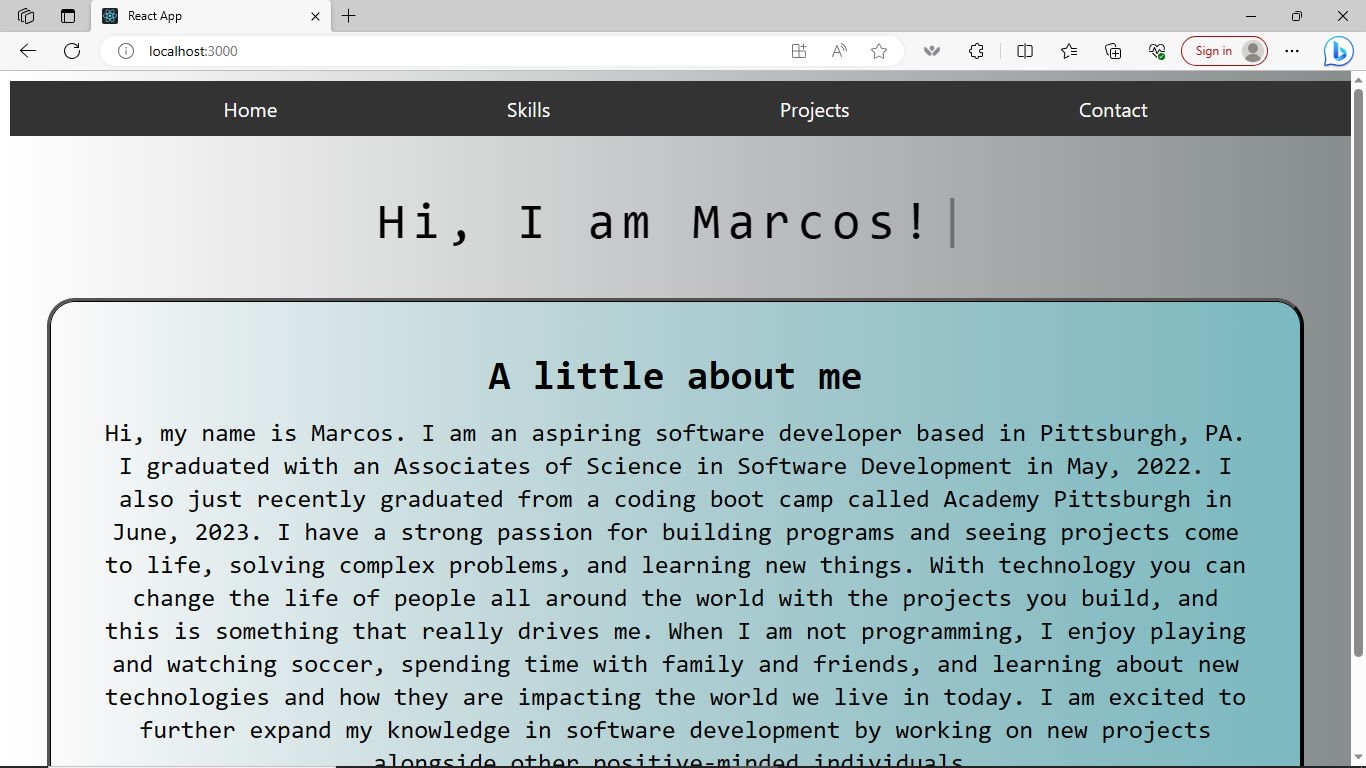 React App
localhost:3000
Sign in
Home Skills Projects Contact
Hi, I am Marcos!
A little about me
Hi, my name is Marcos. I am an aspiring software developer based in Pittsburgh, PA.
I graduated with an Associates of Science in Software Development in May, 2022. I
also just recently graduated from a coding boot camp called Academy Pittsburgh in
June, 2023. I have a strong passion for building programs and seeing projects come
to life, solving complex problems, and learning new things. With technology you can
change the life of people all around the world with the projects you build, and
this is something that really drives me. When I am not programming, I enjoy playing
and watching soccer, spending time with family and friends, and learning about new
technologies and how they are impacting the world we live in today. I am excited to
further expand my knowledge in software development by working on new projects
alongside other positive-minded individuals